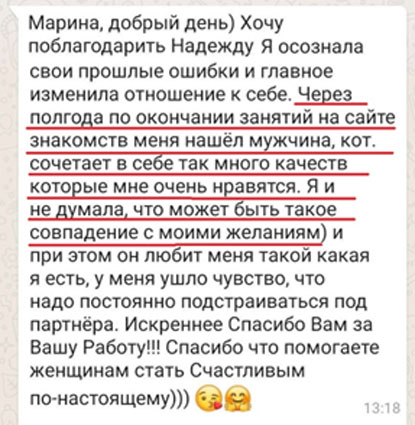 Марина, добрый день) Хочу
поблагодарить Надежду Я осознала
свои прошлые ошибки и главное
изменила отношение к себе. Через
полгода по окончании занятий на сайте
знакомств меня нашёл мужчина, кот.
сочетает в себе так много качеств
которые мне очень нравятся. Я и
не думала, что может быть такое
совпадение с моими желаниям) и
при этом он любит меня такой какая
я есть, у меня ушло чувство, что
надо постоянно подстраиваться под
партнёра. Искреннее Спасибо Вам за
Вашу Работу!!! Спасибо что помогаете
женщинам стать Счастливым
по-настоящему))) 😘🤗
13:18